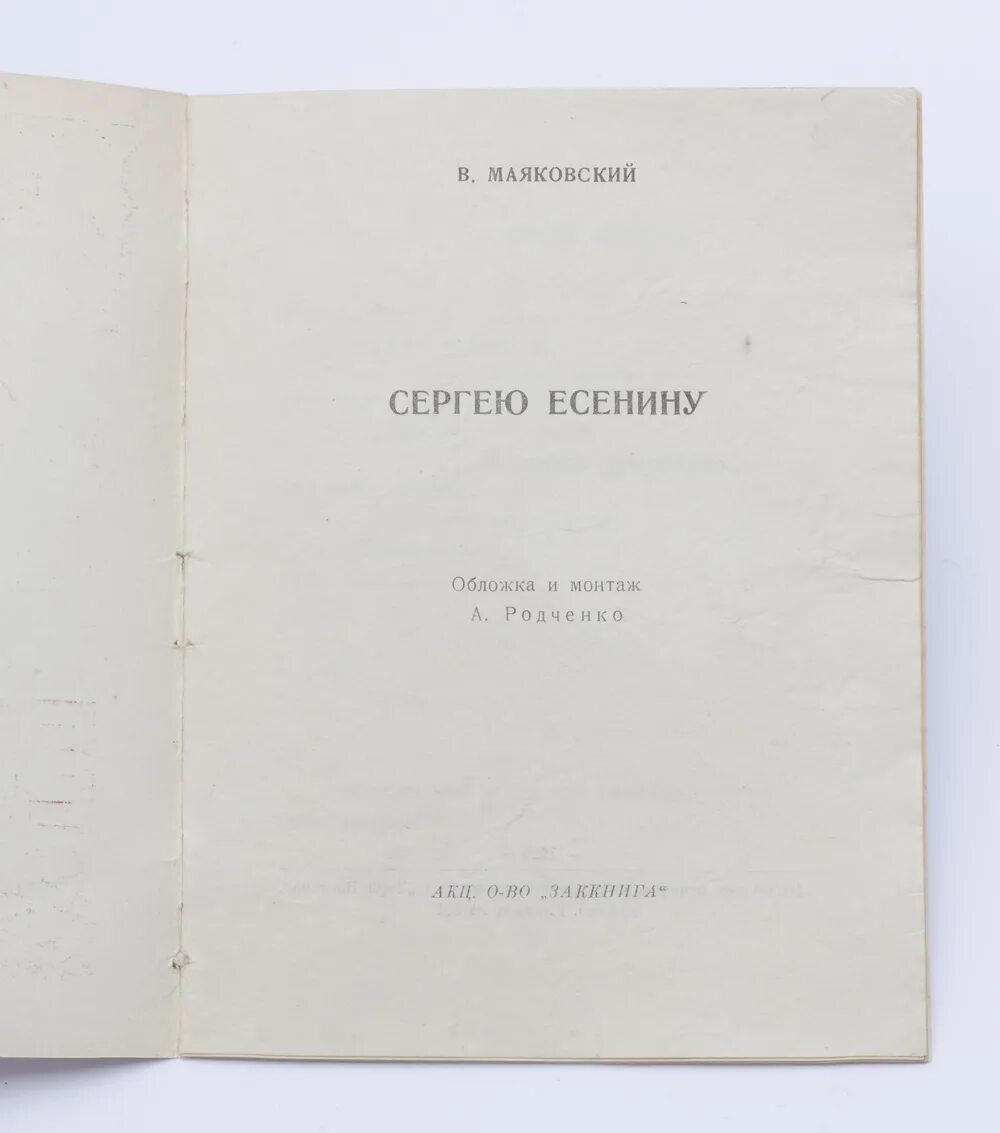 В. МАЯКОВСКИЙ
СЕРГЕЮ ЕСЕНИНУ
Обложка и монтаж
А. Родченко
АКЦ. О-ВО „ЗАККНИГА“